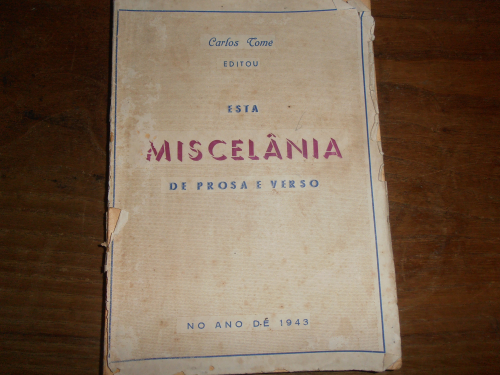 Carlos Tome
EDITOU
ESTA
MISCELÂNIA
DE PROSA E VERSO
NO ANO DE 1943